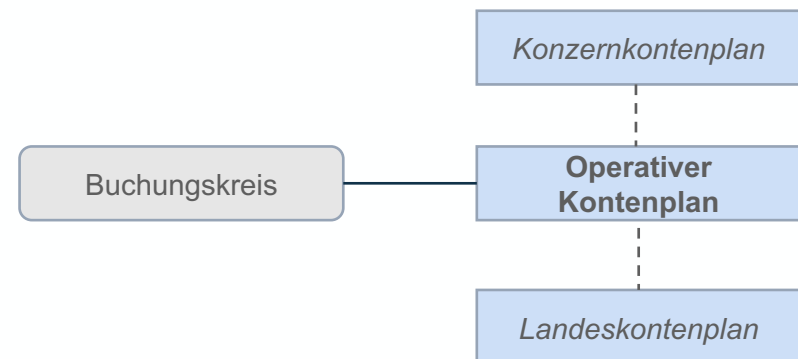 Konzernkontenplan
Buchungskreis
Operativer
Kontenplan
Landeskontenplan